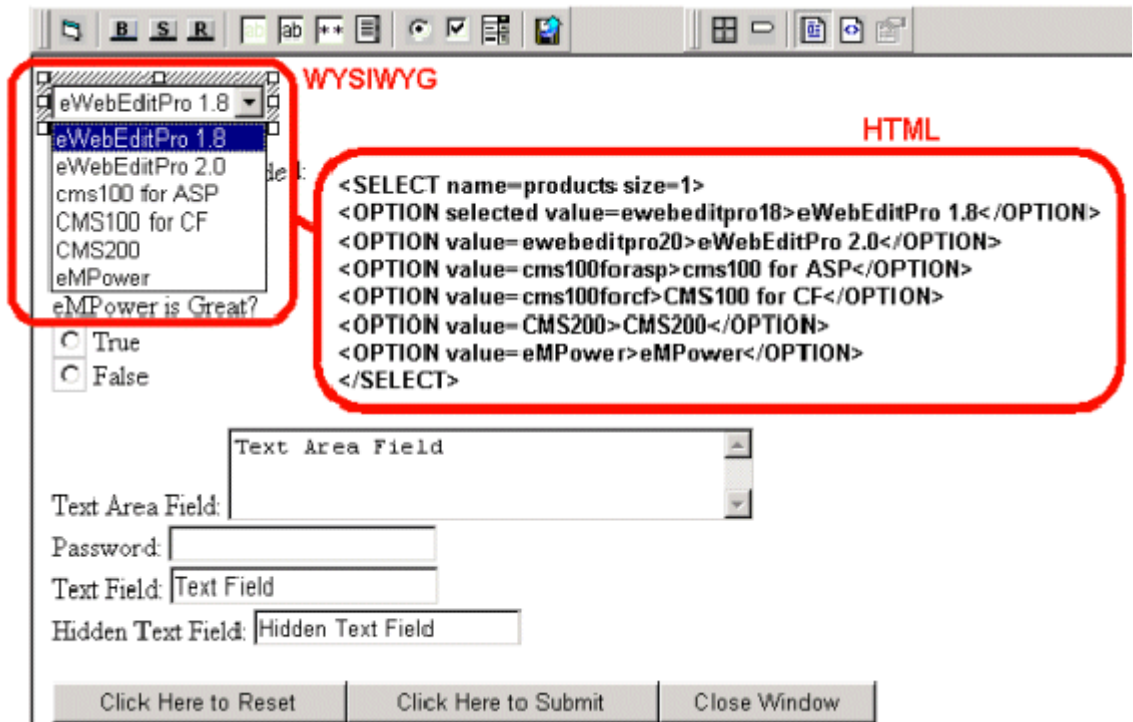 B S R ab ab **
WYSIWYG
eWebEditPro 1.8
HTML
eWebEditPro 1.8
eWebEditPro 2.0
ded:
cms100 for ASP
CMS100 for CF
CMS200
eMPower
<SELECT name=products size=1>
<OPTION selected value=ewebeditpro18>eWebEditPro 1.8</OPTION>
<OPTION value=ewebeditpro20>eWebEditPro 2.0</OPTION>
<OPTION value=cms100forasp>cms100 for ASP</OPTION>
<OPTION value=cms100forcf>CMS100 for CF</OPTION>
<OPTION value=CMS200>CMS200</OPTION>
<OPTION value=eMPower>eMPower</OPTION>
</SELECT>
eMPower is Great?
True
False
Text Area Field
Text Area Field:
Password:
Text Field: Text Field
Hidden Text Field: Hidden Text Field
Click Here to Reset Click Here to Submit Close Window